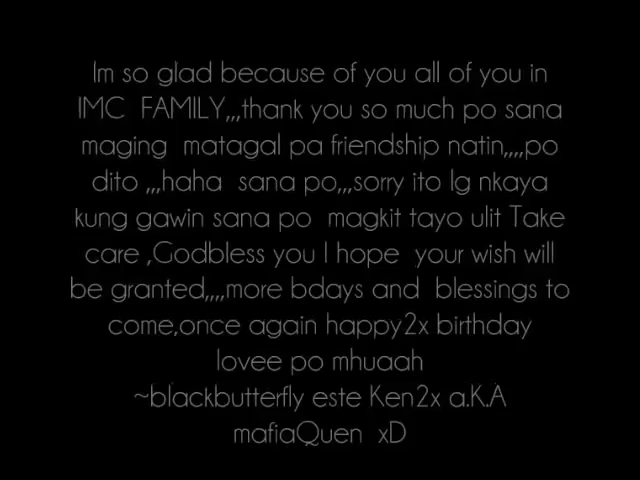 Im so glad because of you all of you in
IMC FAMILY,,,thank you so much po sana
maging matagal pa friendship natin,,,,po
dito ,,,haha sana po,,,sorry ito lg nkaya
kung gawin sana po magkit tayo ulit Take
care ,Godbless you I hope your wish will
be granted,,,,more bdays and blessings to
come,once again happy2x birthday
lovee po mhuaah
~blackbutterfly este Ken2x a.K.A
mafiaQuen xD